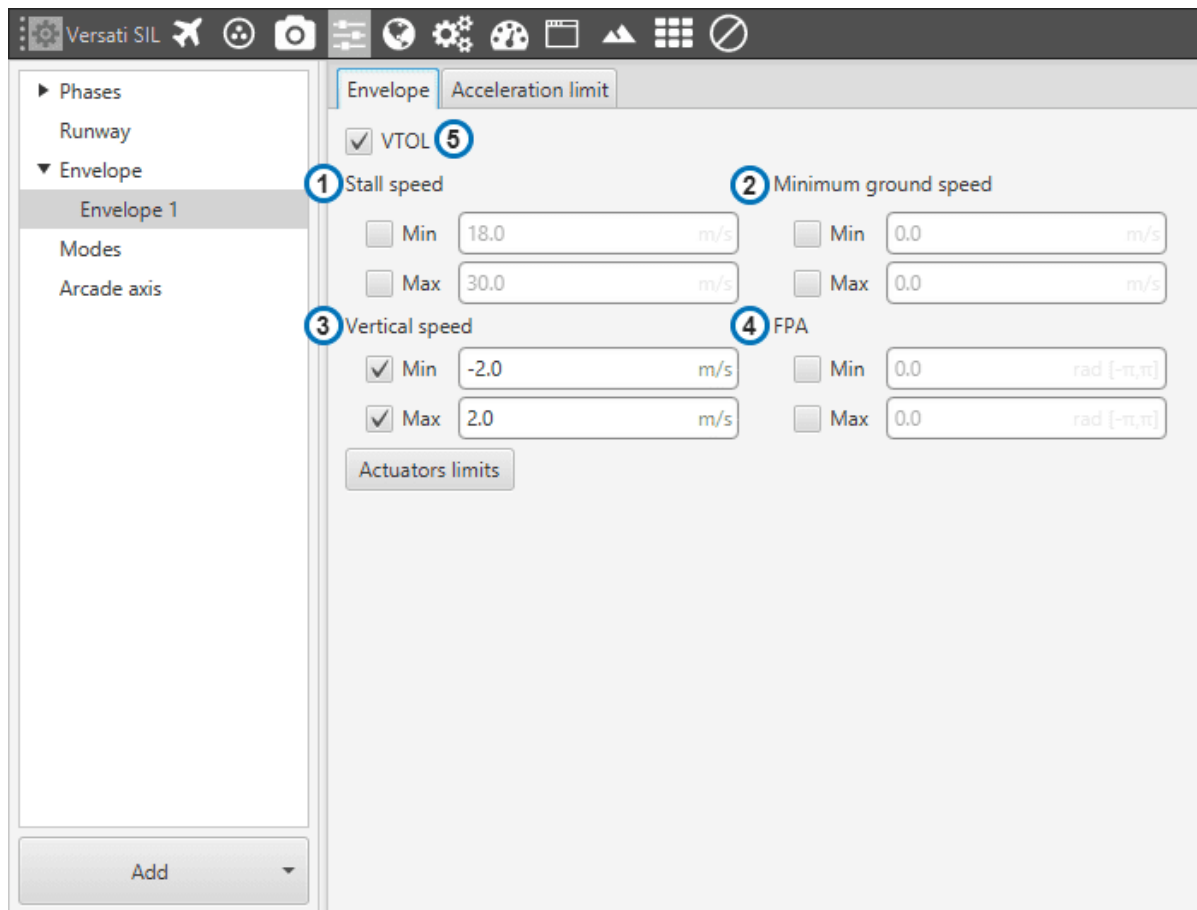 Versati SIL
Phases
Runway
Envelope
Envelope 1
Modes
Arcade axis
Add
Envelope Acceleration limit
VTOL 5
1 Stall speed 2 Minimum ground speed
Min 18.0 m/s Min 0.0 m/s
Max 30.0 m/s Max 0.0 m/s
3 Vertical speed 4 FPA
Min -2.0 m/s Min 0.0 rad [-π,π]
Max 2.0 m/s Max 0.0 rad [-π,π]
Actuators limits